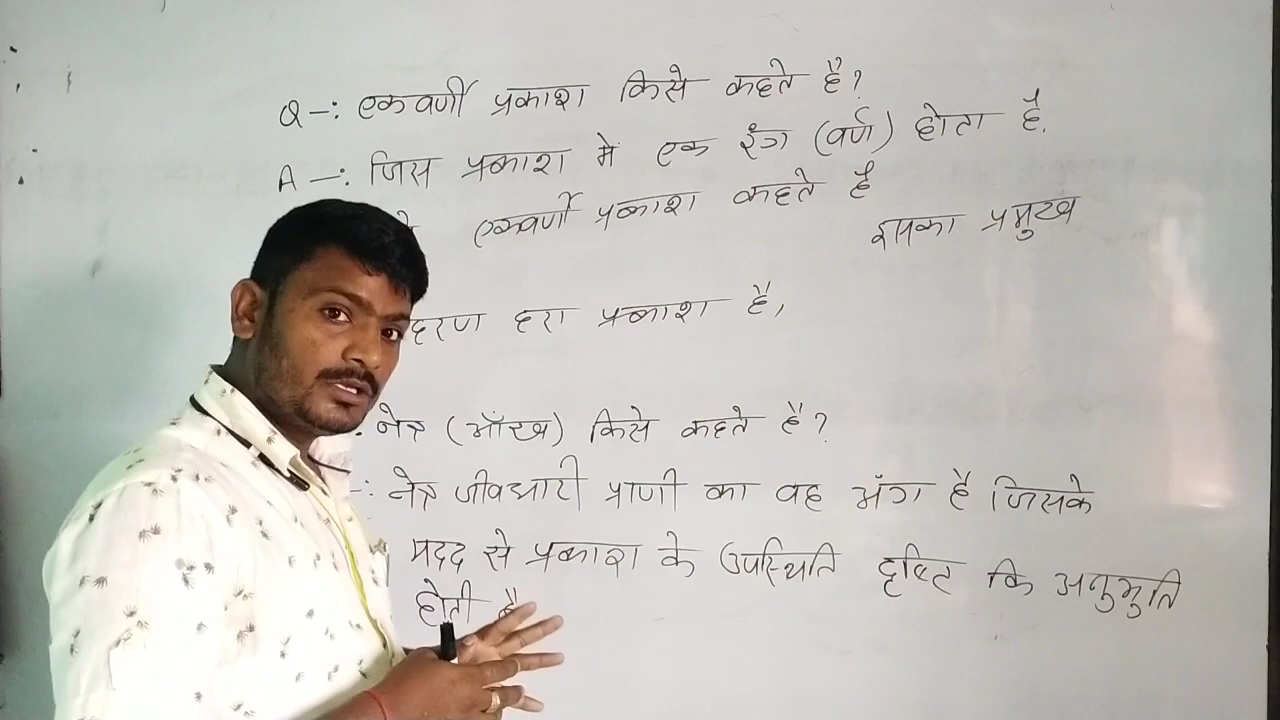 Q -: एकवर्णी प्रकाश किसे कहते है?
A -: जिस प्रकाश में एक रंग (वर्ण) होता है,
एकवर्णी प्रकाश कहते है
इसका प्रमुख
दहरण हरा प्रकाश है,
नेत्र (आँख) किसे कहते है?
-: नेत्र जीवधारी प्राणी का वह अंग है जिसके
मदद से प्रकाश के उपस्थिति दृष्टि कि अनुभुति
होती है